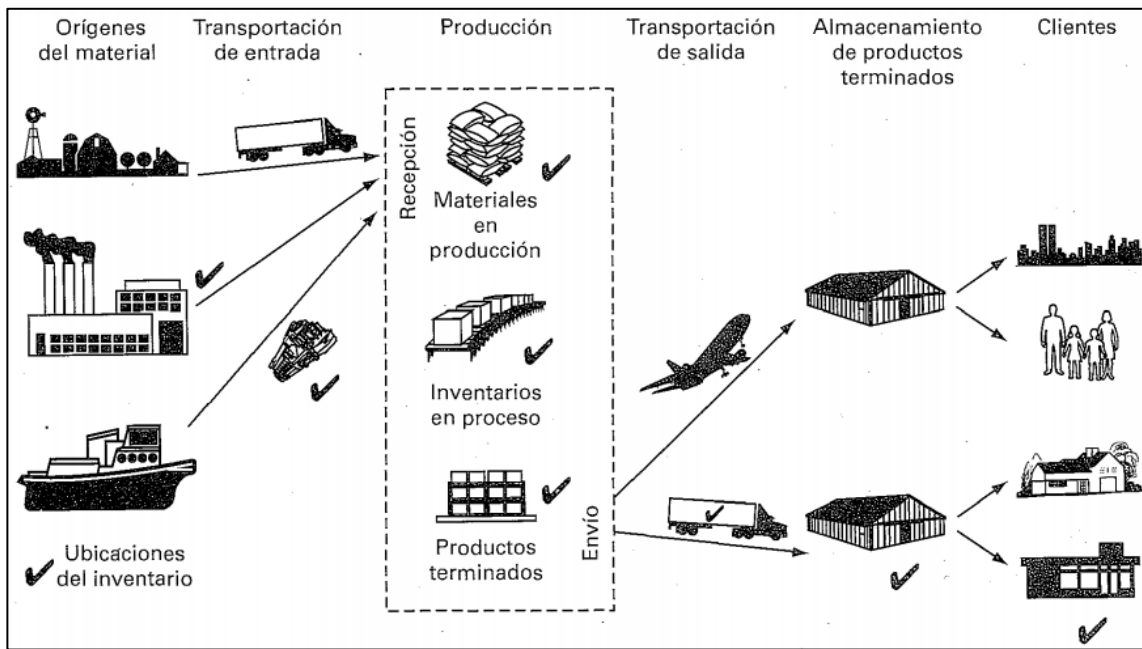 Orígenes
del material
Transportación
de entrada
Producción
Transportación
de salida
Almacenamiento
de productos
terminados
Clientes
Recepción
Materiales
en
producción
Inventarios
en proceso
Productos
terminados
Envío
Ubicaciones
del inventario